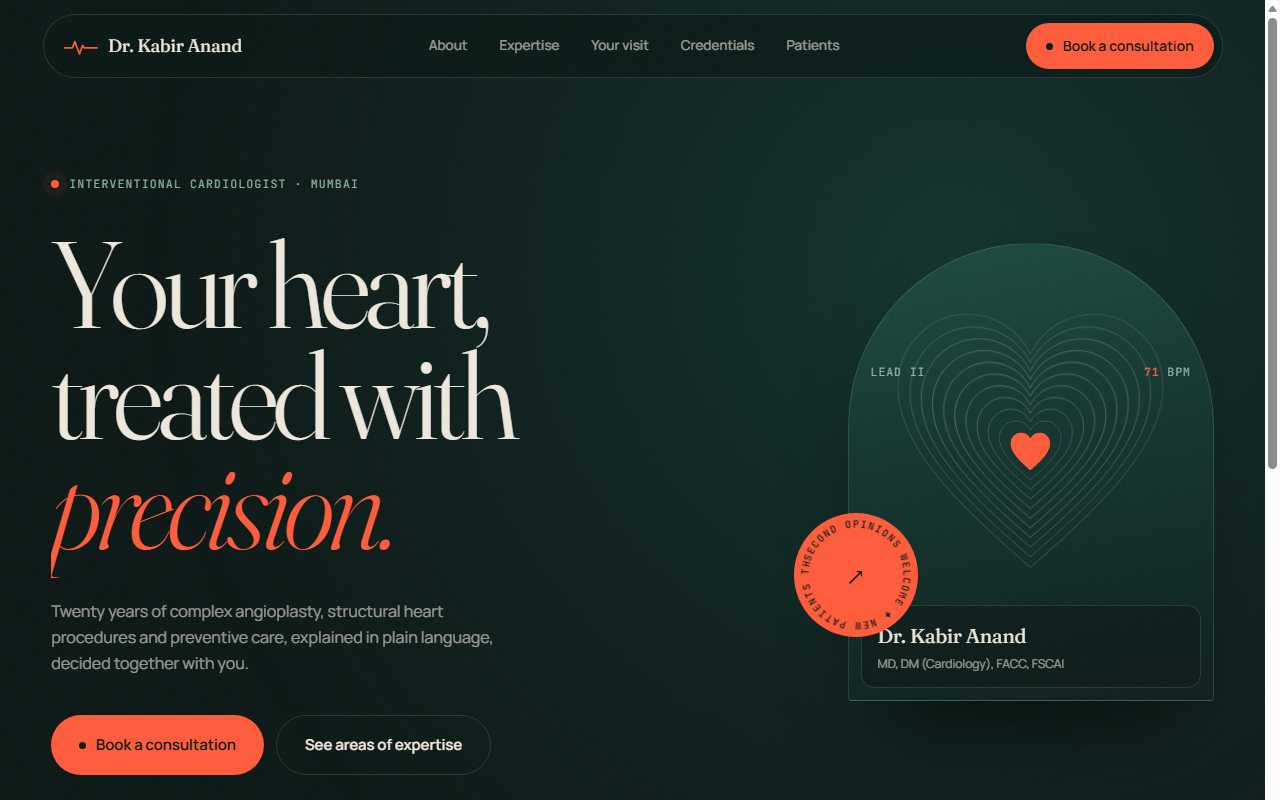 Dr. Kabir Anand
About
Expertise
Your visit
Credentials
Patients
Book a consultation
INTERVENTIONAL CARDIOLOGIST · MUMBAI
Your heart,
treated with
precision.
Twenty years of complex angioplasty, structural heart
procedures and preventive care, explained in plain language,
decided together with you.
Book a consultation
See areas of expertise
LEAD II
71 BPM
SECOND OPINIONS WELCOME ✦ NEW PATIENTS TH
↗
Dr. Kabir Anand
MD, DM (Cardiology), FACC, FSCAI